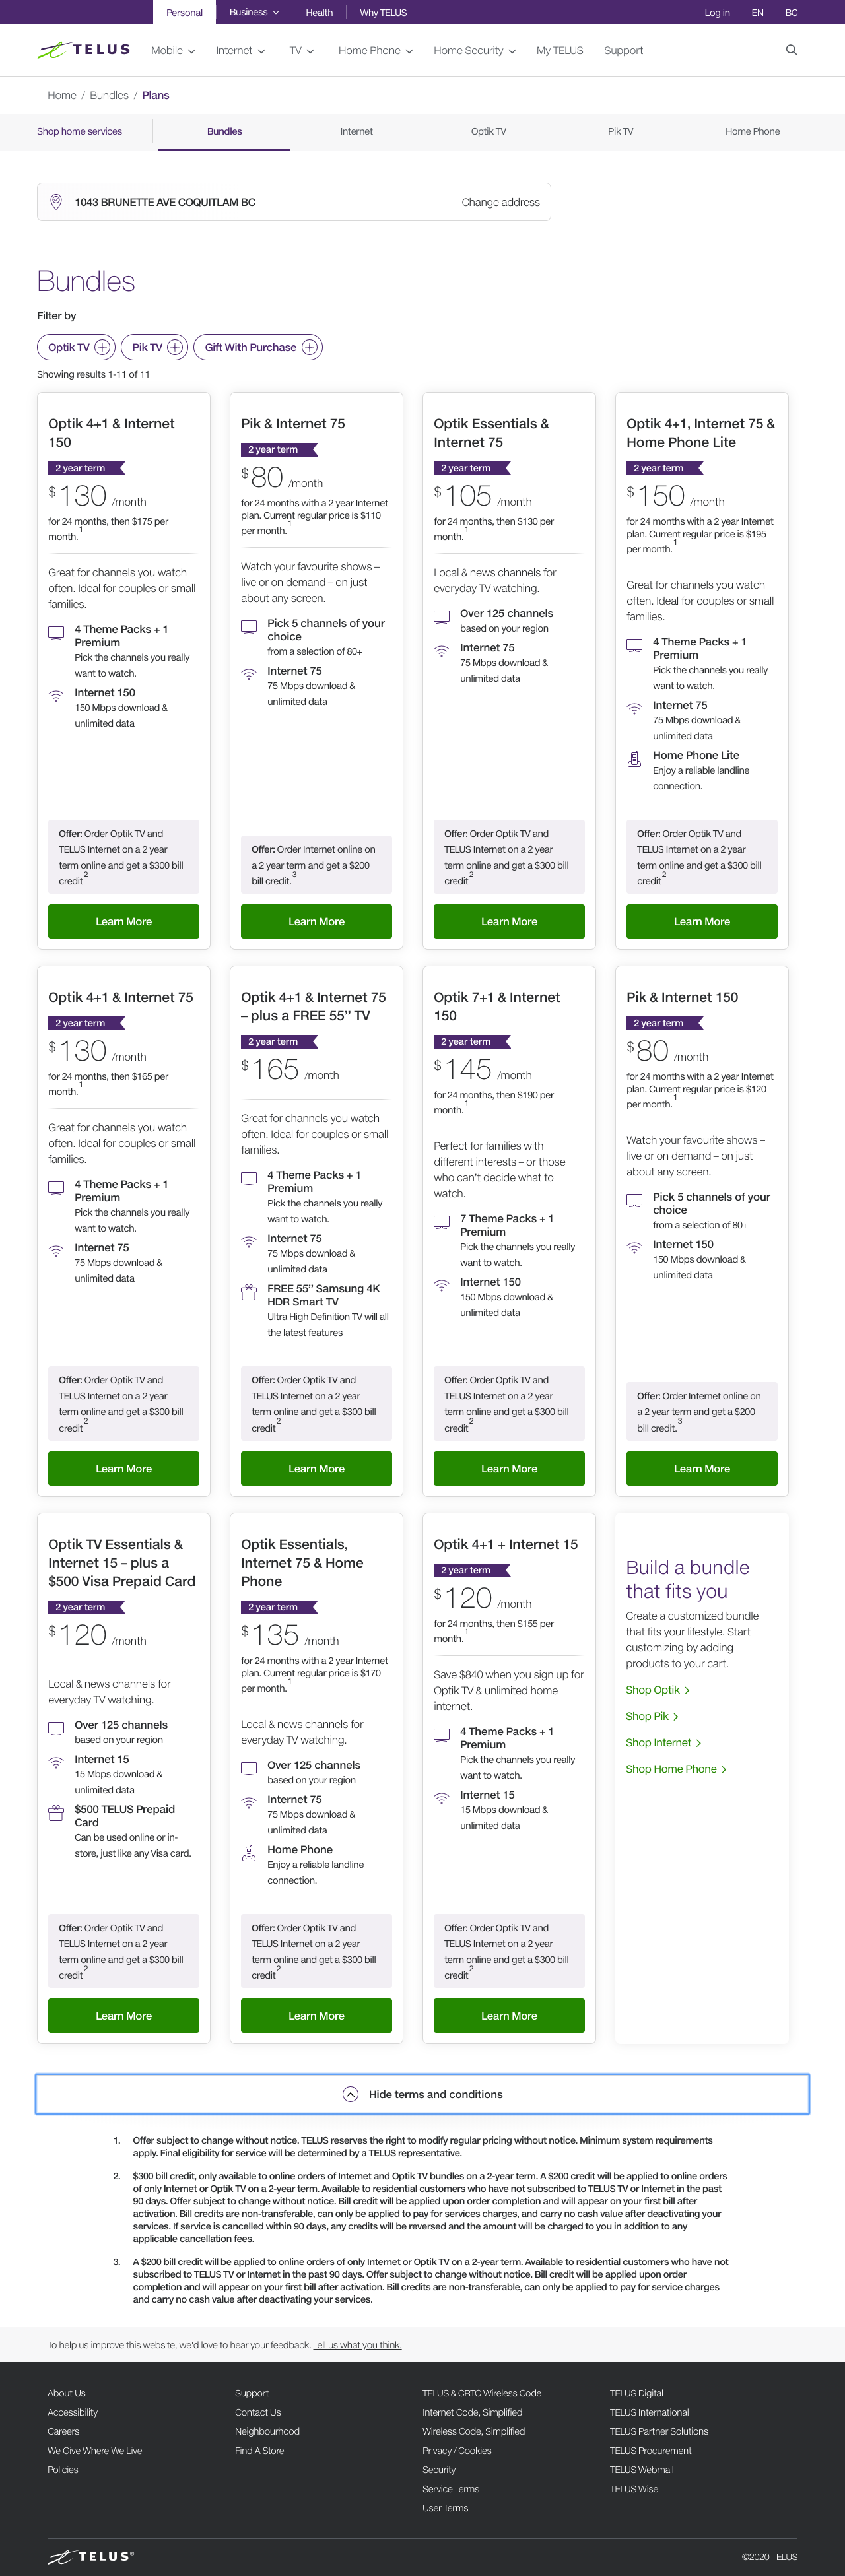 Personal Business Health Why TELUS Log in EN BC
TELUS Mobile Internet TV Home Phone Home Security My TELUS Support
Home / Bundles / Plans
Shop home services Bundles Internet Optik TV Pik TV Home Phone
1043 BRUNETTE AVE COQUITLAM BC Change address
Bundles
Filter by
Optik TV Pik TV Gift With Purchase
Showing results 1-11 of 11
Optik 4+1 & Internet
150
2 year term
$130 /month
for 24 months, then $175 per
month.1
Great for channels you watch
often. Ideal for couples or small
families.
4 Theme Packs + 1
Premium
Pick the channels you really
want to watch.
Internet 150
150 Mbps download &
unlimited data
Offer: Order Optik TV and
TELUS Internet on a 2 year
term online and get a $300 bill
credit2
Learn More
Pik & Internet 75
2 year term
$80 /month
for 24 months with a 2 year Internet
plan. Current regular price is $110
per month.1
Watch your favourite shows –
live or on demand – on just
about any screen.
Pick 5 channels of your
choice
from a selection of 80+
Internet 75
75 Mbps download &
unlimited data
Offer: Order Internet online on
a 2 year term and get a $200
bill credit.3
Learn More
Optik Essentials &
Internet 75
2 year term
$105 /month
for 24 months, then $130 per
month.1
Local & news channels for
everyday TV watching.
Over 125 channels
based on your region
Internet 75
75 Mbps download &
unlimited data
Offer: Order Optik TV and
TELUS Internet on a 2 year
term online and get a $300 bill
credit2
Learn More
Optik 4+1, Internet 75 &
Home Phone Lite
2 year term
$150 /month
for 24 months with a 2 year Internet
plan. Current regular price is $195
per month.1
Great for channels you watch
often. Ideal for couples or small
families.
4 Theme Packs + 1
Premium
Pick the channels you really
want to watch.
Internet 75
75 Mbps download &
unlimited data
Home Phone Lite
Enjoy a reliable landline
connection.
Offer: Order Optik TV and
TELUS Internet on a 2 year
term online and get a $300 bill
credit2
Learn More
Optik 4+1 & Internet 75
2 year term
$130 /month
for 24 months, then $165 per
month.1
Great for channels you watch
often. Ideal for couples or small
families.
4 Theme Packs + 1
Premium
Pick the channels you really
want to watch.
Internet 75
75 Mbps download &
unlimited data
Offer: Order Optik TV and
TELUS Internet on a 2 year
term online and get a $300 bill
credit2
Learn More
Optik 4+1 & Internet 75
– plus a FREE 55” TV
2 year term
$165 /month
Great for channels you watch
often. Ideal for couples or small
families.
4 Theme Packs + 1
Premium
Pick the channels you really
want to watch.
Internet 75
75 Mbps download &
unlimited data
FREE 55” Samsung 4K
HDR Smart TV
Ultra High Definition TV will all
the latest features
Offer: Order Optik TV and
TELUS Internet on a 2 year
term online and get a $300 bill
credit2
Learn More
Optik 7+1 & Internet
150
2 year term
$145 /month
for 24 months, then $190 per
month.1
Perfect for families with
different interests – or those
who can't decide what to
watch.
7 Theme Packs + 1
Premium
Pick the channels you really
want to watch.
Internet 150
150 Mbps download &
unlimited data
Offer: Order Optik TV and
TELUS Internet on a 2 year
term online and get a $300 bill
credit2
Learn More
Pik & Internet 150
2 year term
$80 /month
for 24 months with a 2 year Internet
plan. Current regular price is $120
per month.1
Watch your favourite shows –
live or on demand – on just
about any screen.
Pick 5 channels of your
choice
from a selection of 80+
Internet 150
150 Mbps download &
unlimited data
Offer: Order Internet online on
a 2 year term and get a $200
bill credit.3
Learn More
Optik TV Essentials &
Internet 15 – plus a
$500 Visa Prepaid Card
2 year term
$120 /month
Local & news channels for
everyday TV watching.
Over 125 channels
based on your region
Internet 15
15 Mbps download &
unlimited data
$500 TELUS Prepaid
Card
Can be used online or in-
store, just like any Visa card.
Offer: Order Optik TV and
TELUS Internet on a 2 year
term online and get a $300 bill
credit2
Learn More
Optik Essentials,
Internet 75 & Home
Phone
2 year term
$135 /month
for 24 months with a 2 year Internet
plan. Current regular price is $170
per month.1
Local & news channels for
everyday TV watching.
Over 125 channels
based on your region
Internet 75
75 Mbps download &
unlimited data
Home Phone
Enjoy a reliable landline
connection.
Offer: Order Optik TV and
TELUS Internet on a 2 year
term online and get a $300 bill
credit2
Learn More
Optik 4+1 + Internet 15
2 year term
$120 /month
for 24 months, then $155 per
month.1
Save $840 when you sign up for
Optik TV & unlimited home
internet.
4 Theme Packs + 1
Premium
Pick the channels you really
want to watch.
Internet 15
15 Mbps download &
unlimited data
Offer: Order Optik TV and
TELUS Internet on a 2 year
term online and get a $300 bill
credit2
Learn More
Build a bundle
that fits you
Create a customized bundle
that fits your lifestyle. Start
customizing by adding
products to your cart.
Shop Optik
Shop Pik
Shop Internet
Shop Home Phone
Hide terms and conditions
1. Offer subject to change without notice. TELUS reserves the right to modify regular pricing without notice. Minimum system requirements
apply. Final eligibility for service will be determined by a TELUS representative.
2. $300 bill credit, only available to online orders of Internet and Optik TV bundles on a 2-year term. A $200 credit will be applied to online orders
of only Internet or Optik TV on a 2-year term. Available to residential customers who have not subscribed to TELUS TV or Internet in the past
90 days. Offer subject to change without notice. Bill credit will be applied upon order completion and will appear on your first bill after
activation. Bill credits are non-transferable, can only be applied to pay for services charges, and carry no cash value after deactivating your
services. If service is cancelled within 90 days, any credits will be reversed and the amount will be charged to you in addition to any
applicable cancellation fees.
3. A $200 bill credit will be applied to online orders of only Internet or Optik TV on a 2-year term. Available to residential customers who have not
subscribed to TELUS TV or Internet in the past 90 days. Offer subject to change without notice. Bill credit will be applied upon order
completion and will appear on your first bill after activation. Bill credits are non-transferable, can only be applied to pay for service charges
and carry no cash value after deactivating your services.
To help us improve this website, we'd love to hear your feedback. Tell us what you think.
About Us
Accessibility
Careers
We Give Where We Live
Policies
Support
Contact Us
Neighbourhood
Find A Store
TELUS & CRTC Wireless Code
Internet Code, Simplified
Wireless Code, Simplified
Privacy / Cookies
Security
Service Terms
User Terms
TELUS Digital
TELUS International
TELUS Partner Solutions
TELUS Procurement
TELUS Webmail
TELUS Wise
TELUS® ©2020 TELUS